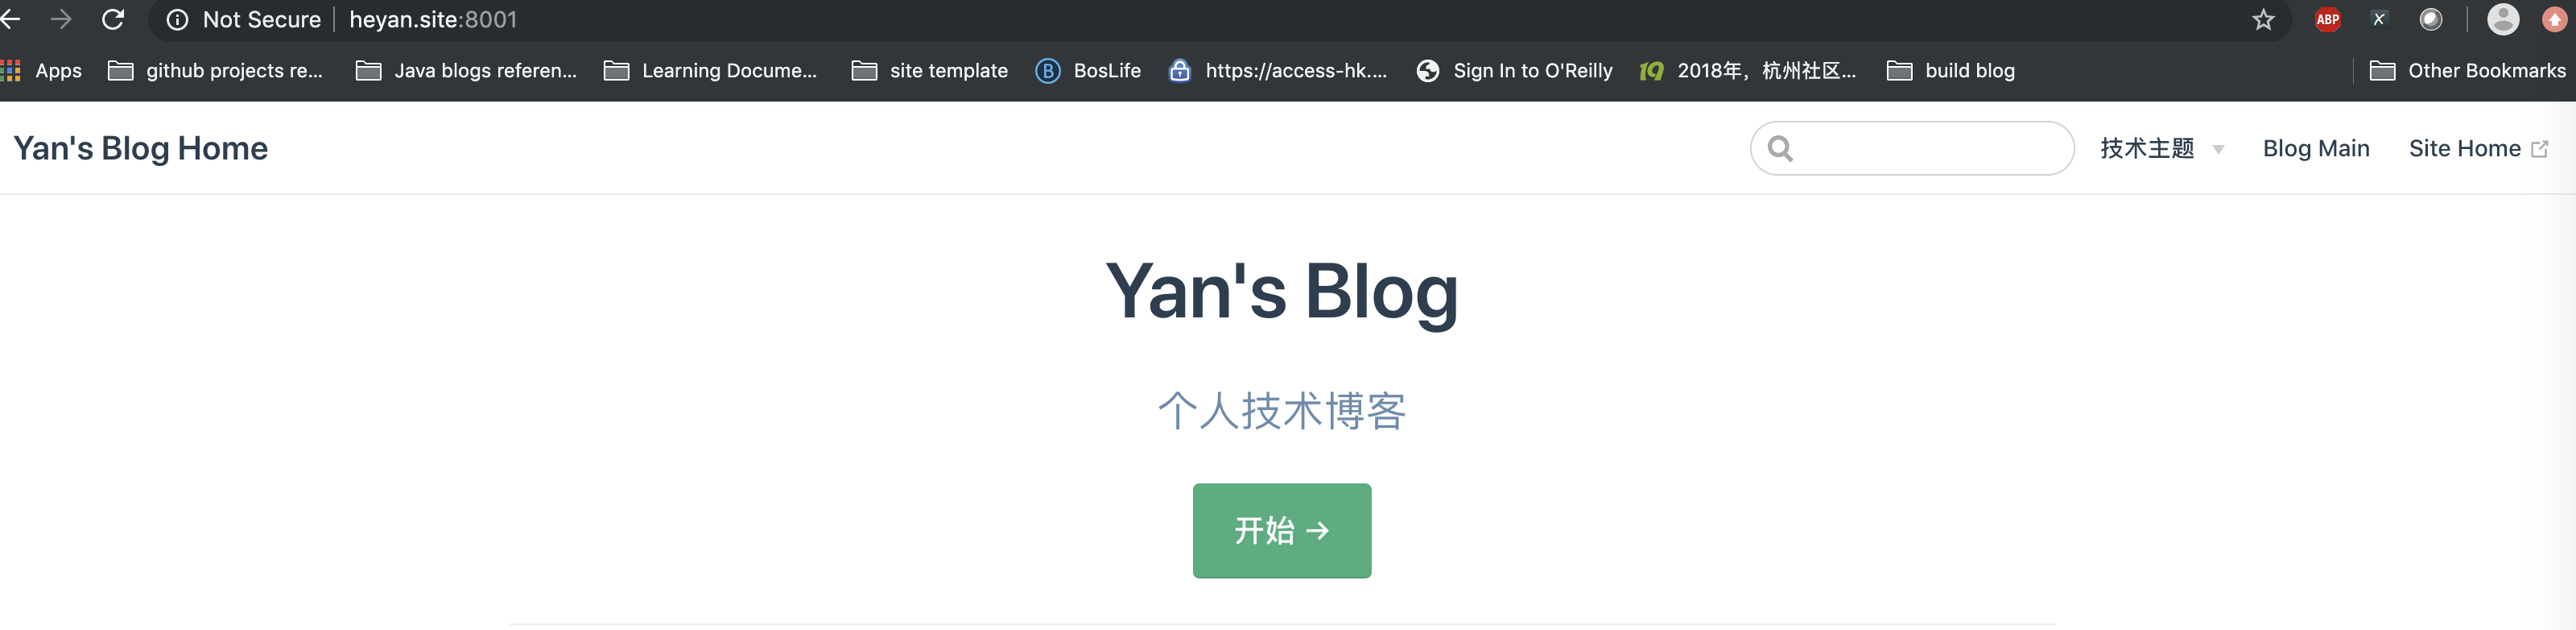 Not Secure heyan.site:8001
ABP X
Apps github projects re... Java blogs referen... Learning Docume... site template B BosLife https://access-hk.... Sign In to O'Reilly 19 2018年，杭州社区... build blog Other Bookmarks
Yan's Blog Home 技术主题 Blog Main Site Home
Yan's Blog
个人技术博客
开始 →